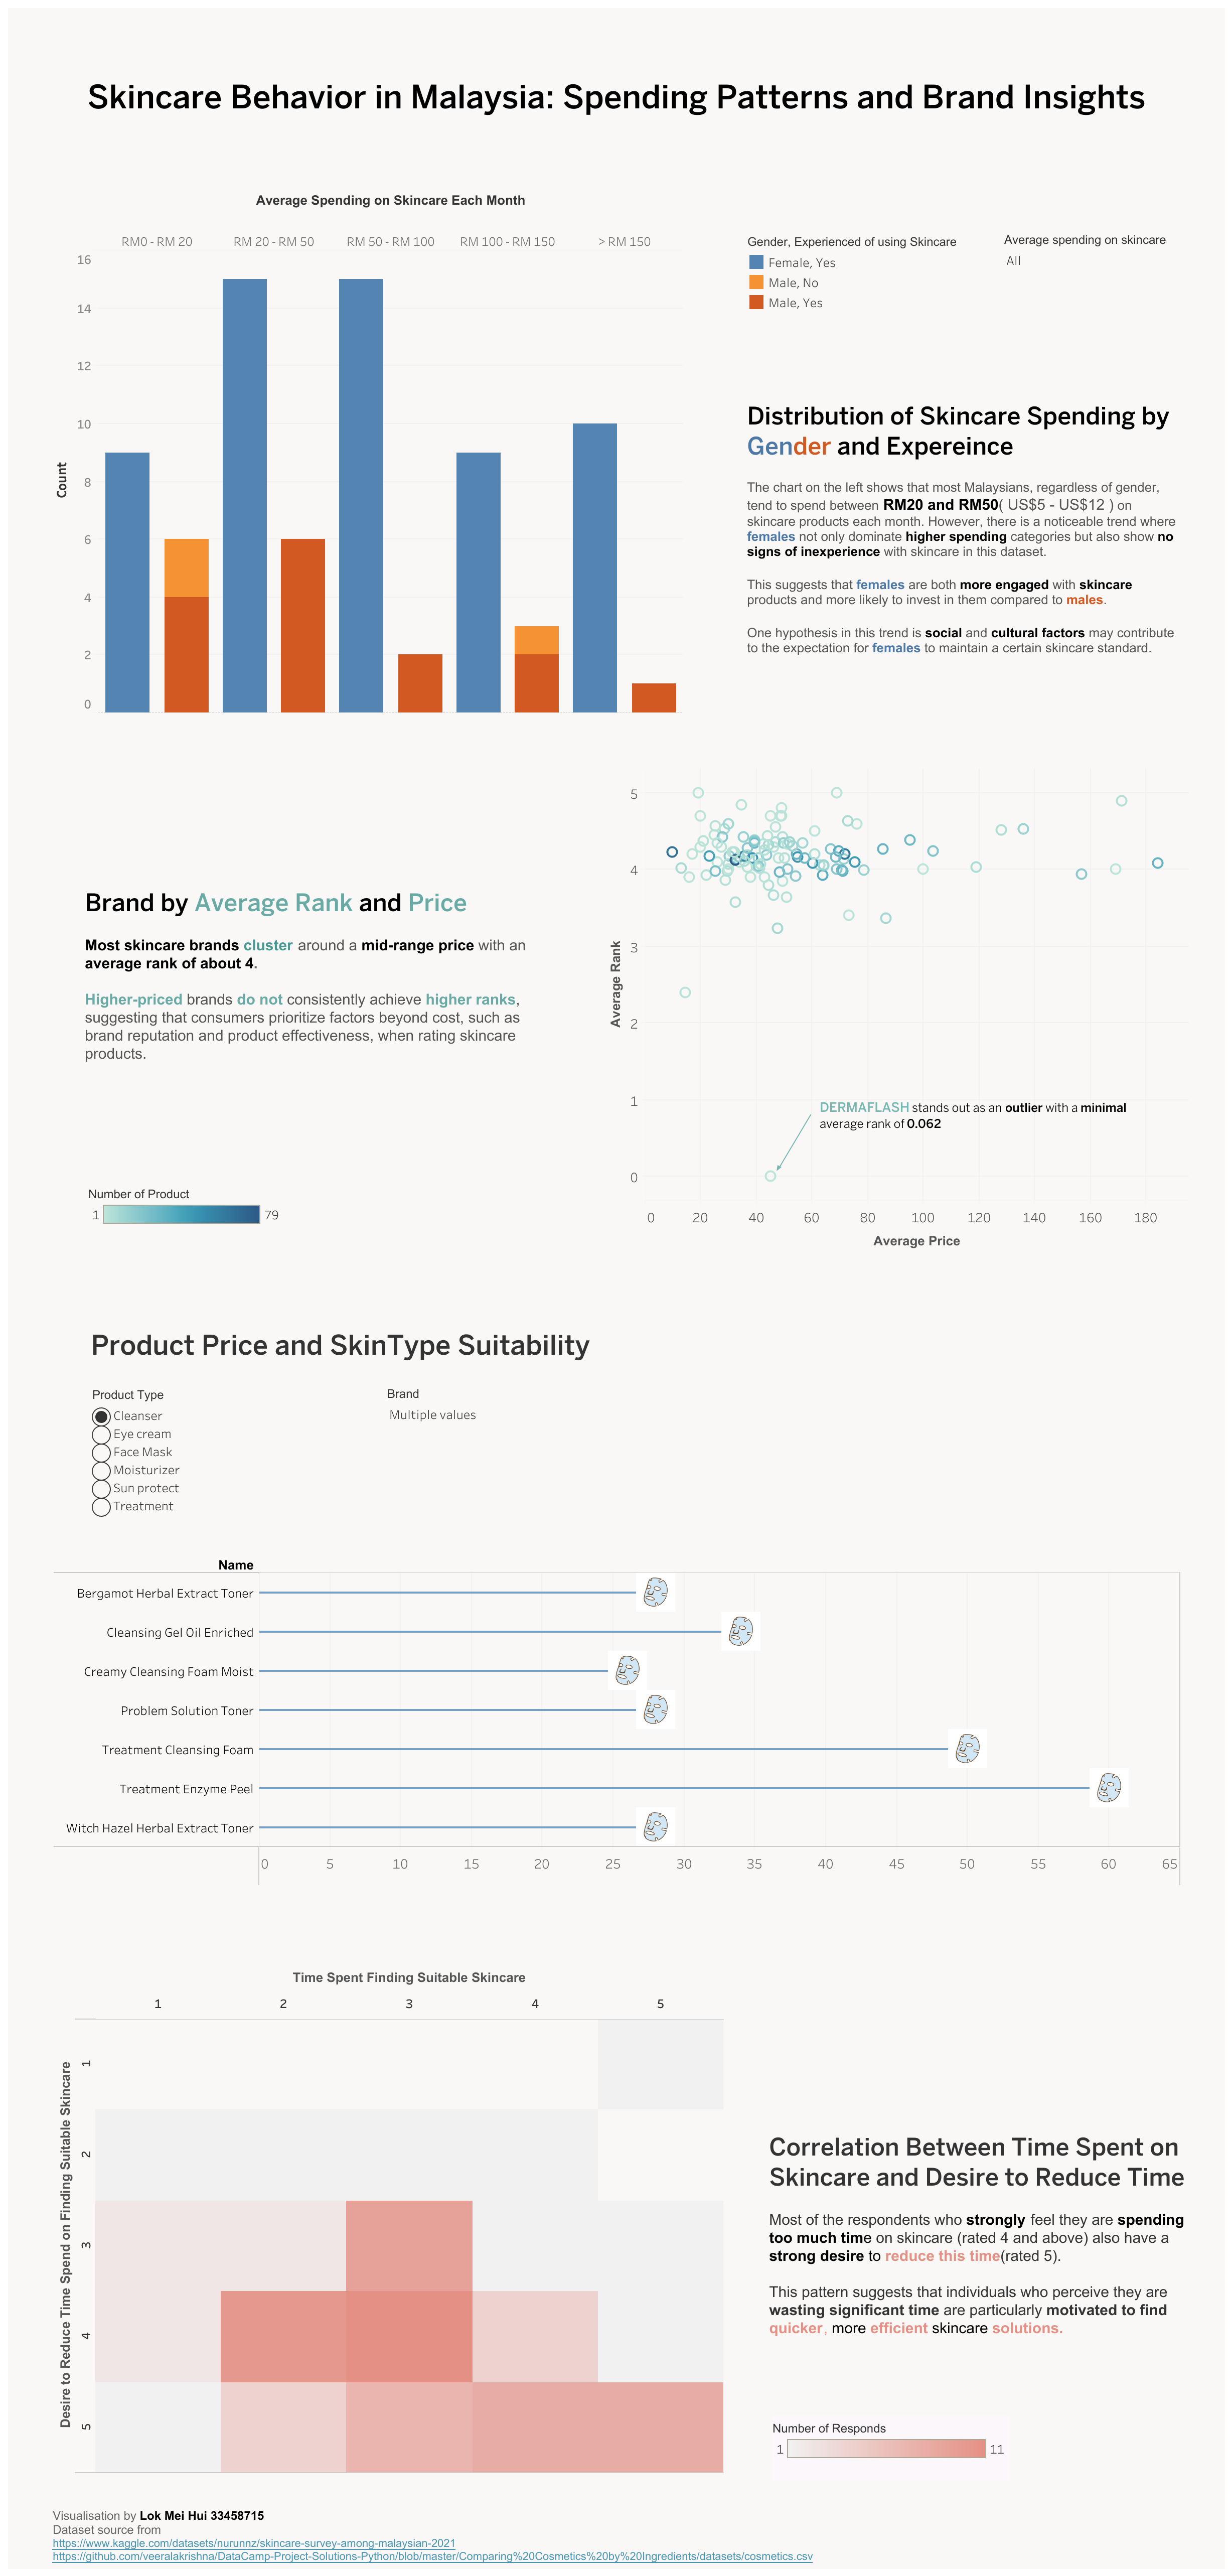 Skincare Behavior in Malaysia: Spending Patterns and Brand Insights
Average Spending on Skincare Each Month
RM0 - RM 20
RM 20 - RM 50
RM 50 - RM 100
RM 100 - RM 150
> RM 150
16
14
12
10
8
6
4
2
0
Count
Gender, Experienced of using Skincare
Female, Yes
Male, No
Male, Yes
Average spending on skincare
All
Distribution of Skincare Spending by
Gender and Expereince
The chart on the left shows that most Malaysians, regardless of gender,
tend to spend between RM20 and RM50( US$5 - US$12 ) on
skincare products each month. However, there is a noticeable trend where
females not only dominate higher spending categories but also show no
signs of inexperience with skincare in this dataset.
This suggests that females are both more engaged with skincare
products and more likely to invest in them compared to males.
One hypothesis in this trend is social and cultural factors may contribute
to the expectation for females to maintain a certain skincare standard.
Brand by Average Rank and Price
Most skincare brands cluster around a mid-range price with an
average rank of about 4.
Higher-priced brands do not consistently achieve higher ranks,
suggesting that consumers prioritize factors beyond cost, such as
brand reputation and product effectiveness, when rating skincare
products.
Number of Product
1
79
5
4
3
2
1
0
Average Rank
DERMAFLASH stands out as an outlier with a minimal
average rank of 0.062
0
20
40
60
80
100
120
140
160
180
Average Price
Product Price and SkinType Suitability
Product Type
Cleanser
Eye cream
Face Mask
Moisturizer
Sun protect
Treatment
Brand
Multiple values
Name
Bergamot Herbal Extract Toner
Cleansing Gel Oil Enriched
Creamy Cleansing Foam Moist
Problem Solution Toner
Treatment Cleansing Foam
Treatment Enzyme Peel
Witch Hazel Herbal Extract Toner
0
5
10
15
20
25
30
35
40
45
50
55
60
65
Time Spent Finding Suitable Skincare
1
2
3
4
5
Desire to Reduce Time Spend on Finding Suitable Skincare
1
2
3
4
5
Correlation Between Time Spent on
Skincare and Desire to Reduce Time
Most of the respondents who strongly feel they are spending
too much time on skincare (rated 4 and above) also have a
strong desire to reduce this time(rated 5).
This pattern suggests that individuals who perceive they are
wasting significant time are particularly motivated to find
quicker, more efficient skincare solutions.
Number of Responds
1
11
Visualisation by Lok Mei Hui 33458715
Dataset source from
https://www.kaggle.com/datasets/nurunnz/skincare-survey-among-malaysian-2021
https://github.com/veeralakrishna/DataCamp-Project-Solutions-Python/blob/master/Comparing%20Cosmetics%20by%20Ingredients/datasets/cosmetics.csv